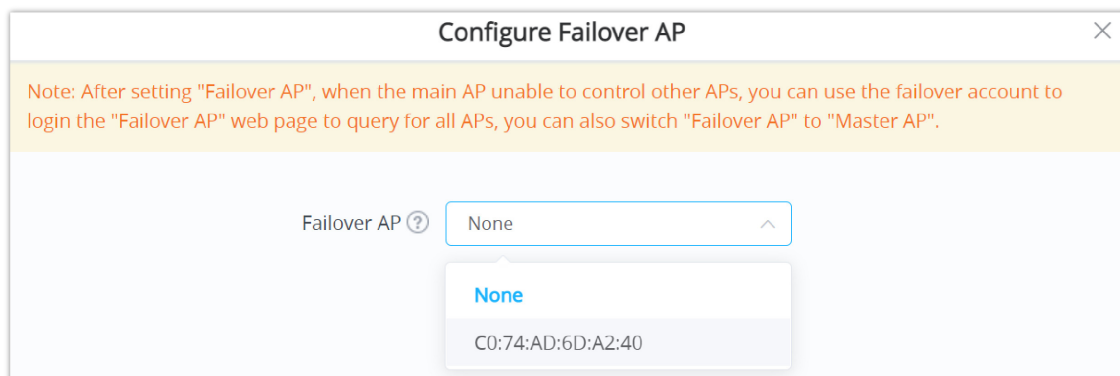 Configure Failover AP
Note: After setting "Failover AP", when the main AP unable to control other APs, you can use the failover account to
login the "Failover AP" web page to query for all APs, you can also switch "Failover AP" to "Master AP".
Failover AP ? None
None
C0:74:AD:6D:A2:40